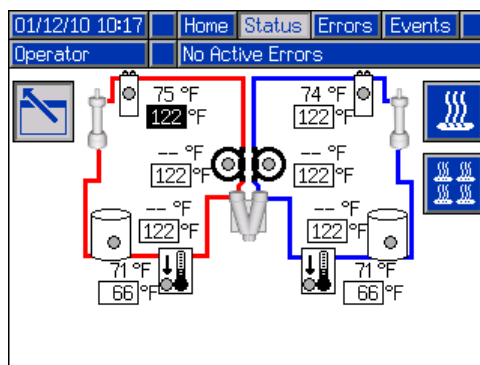 01/12/10 10:17 Home Status Errors Events
Operator No Active Errors
75 °F 74 °F
122 °F 122 °F
-- °F -- °F
122 °F 122 °F
-- °F -- °F
122 °F 122 °F
71 °F 71 °F
66 °F 66 °F